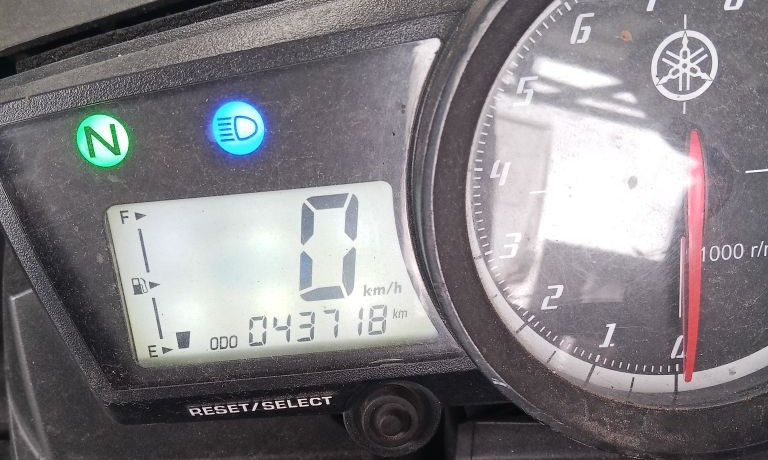 N
F
0
km/h
E
ODO 043718 km
RESET/SELECT
6
5
4
3
2
1
0
1000 r/